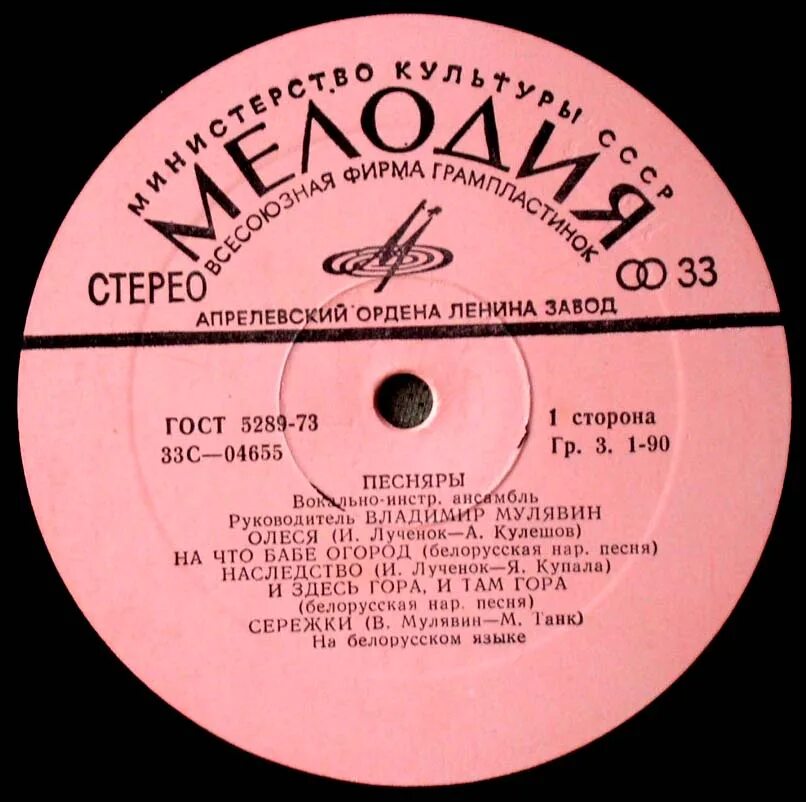 МИНИСТЕРСТВО КУЛЬТУРЫ СССР
МЕЛОДИЯ
ВСЕСОЮЗНАЯ ФИРМА ГРАМПЛАСТИНОК
СТЕРЕО
33
АПРЕЛЕВСКИЙ ОРДЕНА ЛЕНИНА ЗАВОД
ГОСТ 5289-73
1 сторона
33С—04655
Гр. 3. 1-90
ПЕСНЯРЫ
Вокально-инстр. ансамбль
Руководитель ВЛАДИМИР МУЛЯВИН
ОЛЕСЯ (И. Лученок—А. Кулешов)
НА ЧТО БАБЕ ОГОРОД (белорусская нар. песня)
НАСЛЕДСТВО (И. Лученок—Я. Купала)
И ЗДЕСЬ ГОРА, И ТАМ ГОРА
(белорусская нар. песня)
СЕРЕЖКИ (В. Мулявин—М. Танк)
На белорусском языке